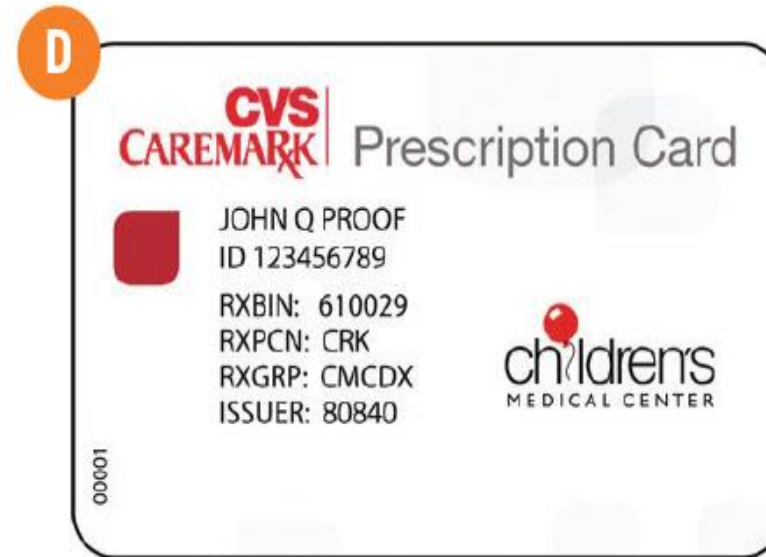 D
CVS
CAREMARK Prescription Card
JOHN Q PROOF
ID 123456789
RXBIN: 610029
RXPCN: CRK
RXGRP: CMCDX
ISSUER: 80840
children's
MEDICAL CENTER
00001